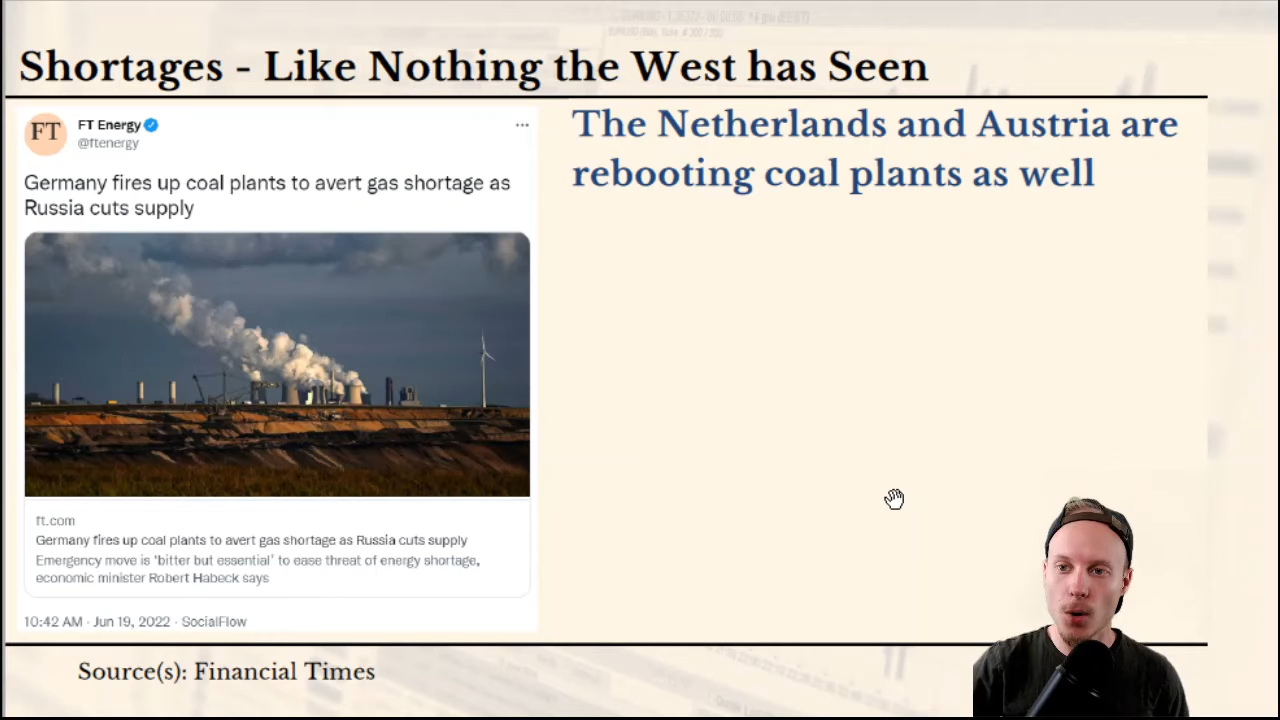 Shortages - Like Nothing the West has Seen
FT
FT Energy
@ftenergy
Germany fires up coal plants to avert gas shortage as
Russia cuts supply
ft.com
Germany fires up coal plants to avert gas shortage as Russia cuts supply
Emergency move is 'bitter but essential' to ease threat of energy shortage,
economic minister Robert Habeck says
10:42 AM · Jun 19, 2022 · SocialFlow
The Netherlands and Austria are
rebooting coal plants as well
Source(s): Financial Times